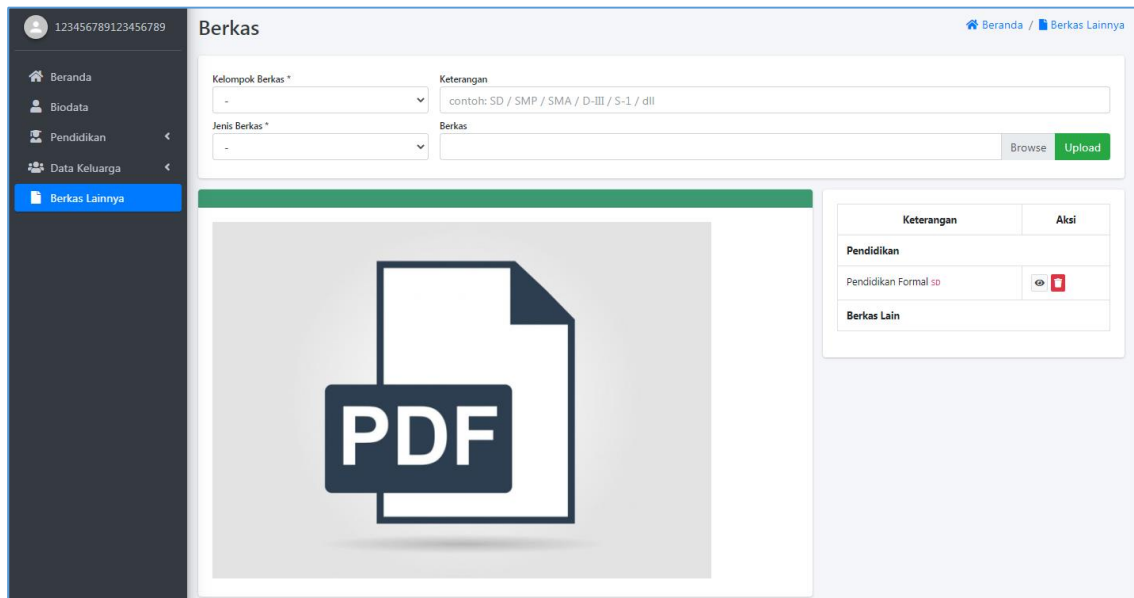 123456789123456789
Beranda
Biodata
Pendidikan
Data Keluarga
Berkas Lainnya
Berkas
Beranda / Berkas Lainnya
Kelompok Berkas *
Keterangan
-
contoh: SD / SMP / SMA / D-III / S-1 / dll
Jenis Berkas *
Berkas
-
Browse
Upload
PDF
Keterangan Aksi
Pendidikan
Pendidikan Formal SD
Berkas Lain